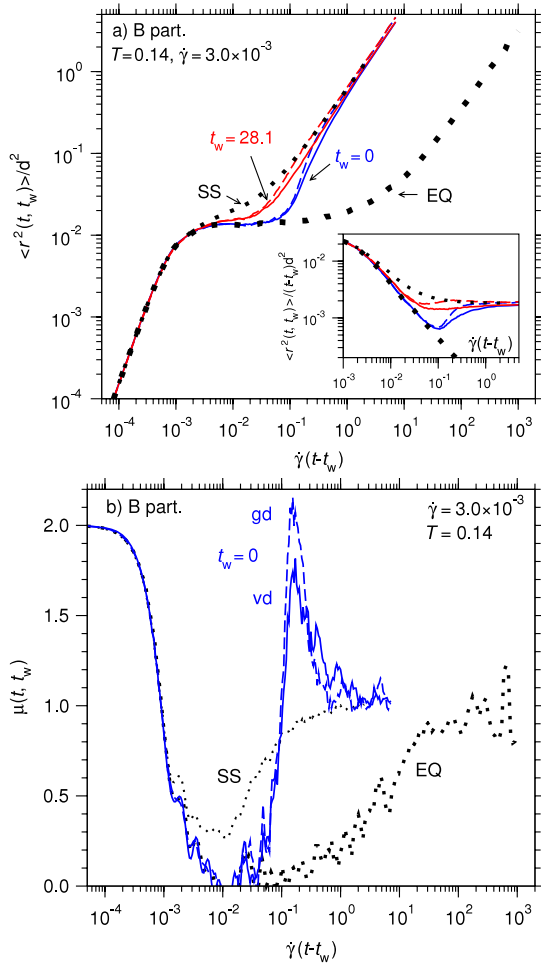 a) B part.
T=0.14, γ̇ = 3.0×10⁻³
t_w = 28.1
t_w = 0
SS
EQ
<r²(t, t_w)>/d²
10⁰
10⁻¹
10⁻²
10⁻³
10⁻⁴
10⁻⁴ 10⁻³ 10⁻² 10⁻¹ 10⁰ 10¹ 10² 10³
γ̇(t-t_w)
<r²(t, t_w)>/(t-t_w)d²
10⁻²
10⁻³
γ̇(t-t_w)
10⁻³ 10⁻² 10⁻¹ 10⁰
b) B part.
γ̇ = 3.0×10⁻³
T = 0.14
gd
t_w = 0
vd
SS
EQ
μ(t, t_w)
2.0
1.5
1.0
0.5
0.0
10⁻⁴ 10⁻³ 10⁻² 10⁻¹ 10⁰ 10¹ 10² 10³
γ̇(t-t_w)